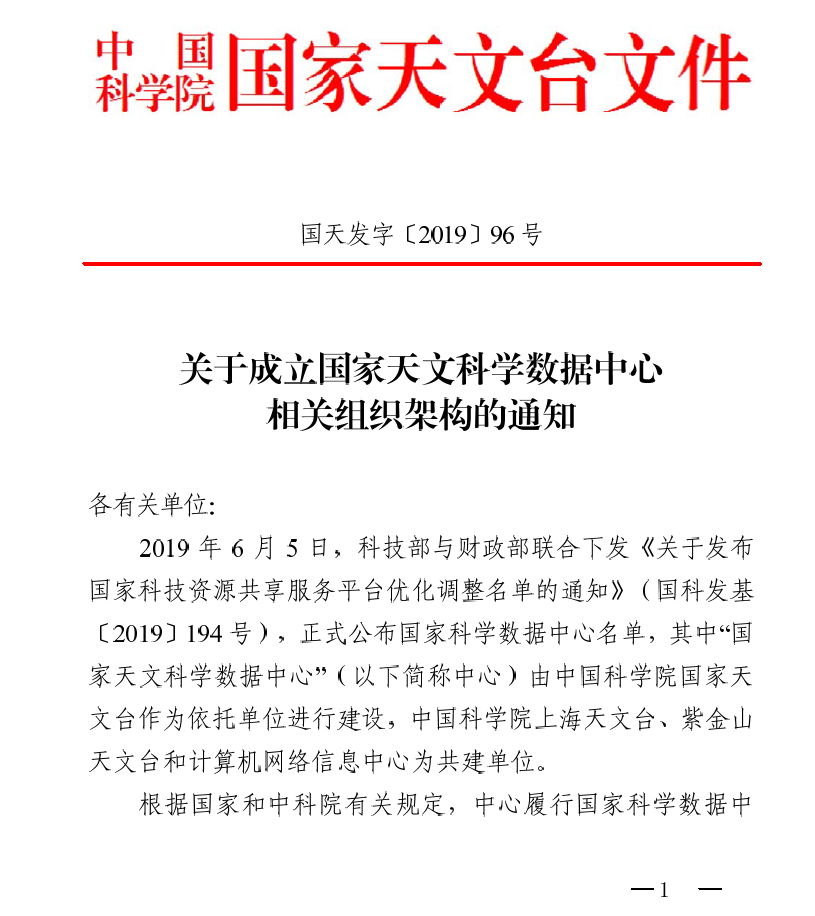 中国
科学院
国家天文台文件
国天发字〔2019〕96 号
关于成立国家天文科学数据中心
相关组织架构的通知
各有关单位:
2019 年 6 月 5 日，科技部与财政部联合下发《关于发布
国家科技资源共享服务平台优化调整名单的通知》（国科发基
〔2019〕194 号），正式公布国家科学数据中心名单，其中“国
家天文科学数据中心”（以下简称中心）由中国科学院国家天
文台作为依托单位进行建设，中国科学院上海天文台、紫金山
天文台和计算机网络信息中心为共建单位。
根据国家和中科院有关规定，中心履行国家科学数据中
— 1 —